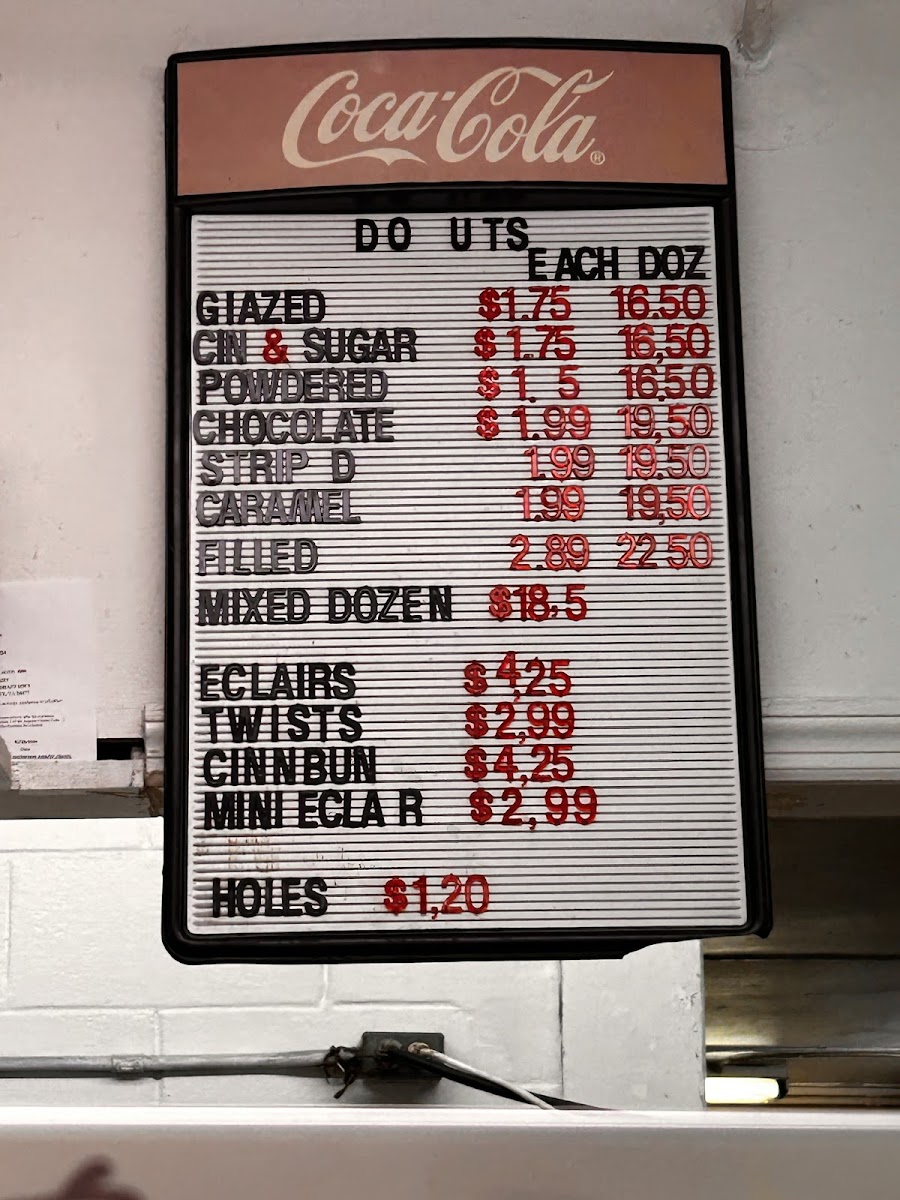 Coca-Cola®
DO UTS
EACH DOZ
GIAZED $1.75 16.50
CIN & SUGAR $1.75 16,50
POWDERED $1. 5 16.50
CHOCOLATE $1.99 19,50
STRIP D 1.99 19.50
CARAMEL 1.99 19,50
FILLED 2.89 22 50
MIXED DOZEN $18,5
ECLAIRS $4,25
TWISTS $2,99
CINNBUN $4,25
MINI ECLA R $2,99
HOLES $1,20